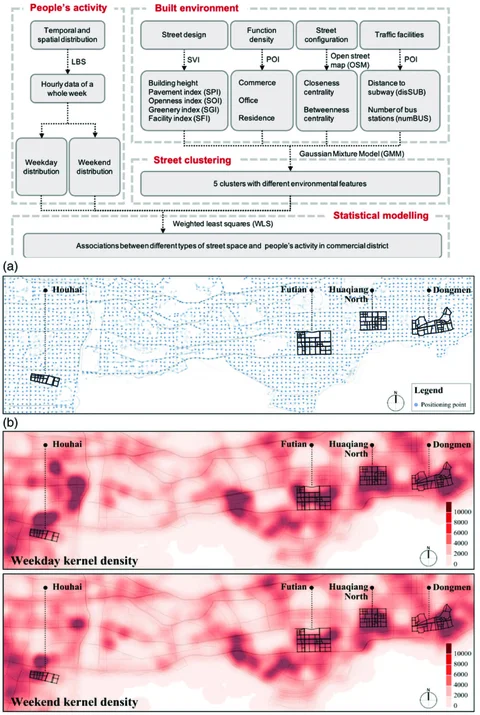 People's activity
Built environment
Temporal and
spatial distribution
Street design
Function
density
Street
configuration
Traffic facilities
LBS
SVI
POI
Open street
map (OSM)
POI
Hourly data of a
whole week
Building height
Pavement index (SPI)
Openness index (SOI)
Greenery index (SGI)
Facility index (SFI)
Commerce
Office
Residence
Closeness
centrality
Betweenness
centrality
Distance to
subway (disSUB)
Number of bus
stations (numBUS)
Weekday
distribution
Weekend
distribution
Gaussian Mixture Model (GMM)
Street clustering
5 clusters with different environmental features
Statistical modelling
Weighted least squares (WLS)
Associations between different types of street space and people's activity in commercial district
(a)
Houhai
Futian
Huaqiang
North
Dongmen
N
Legend
Positioning point
(b)
Houhai
Futian
Huaqiang
North
Dongmen
10000
8000
6000
4000
2000
0
N
Weekday kernel density
Houhai
Futian
Huaqiang
North
Dongmen
10000
8000
6000
4000
2000
0
N
Weekend kernel density